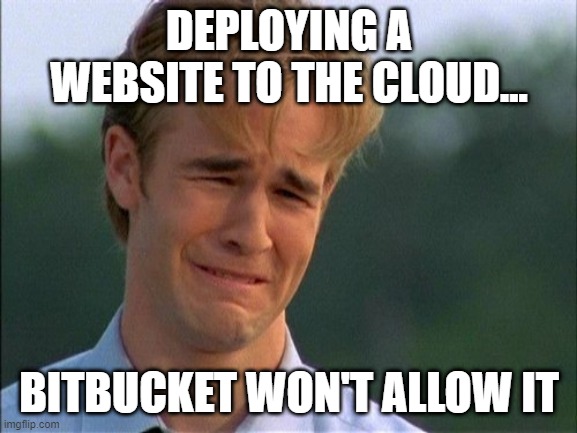 DEPLOYING A
WEBSITE TO THE CLOUD...
BITBUCKET WON'T ALLOW IT
imgflip.com